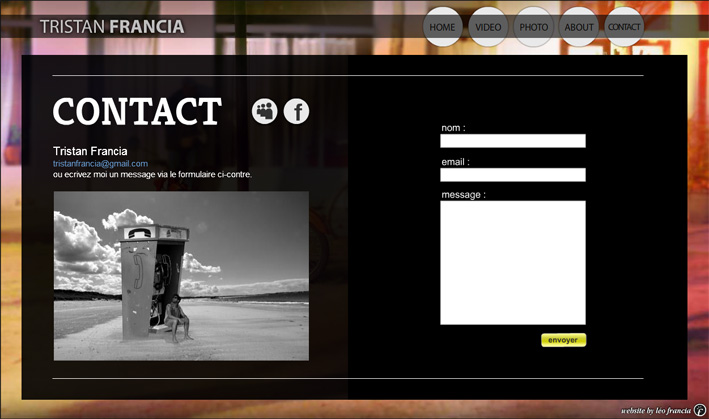 TRISTAN FRANCIA
HOME
VIDEO
PHOTO
ABOUT
CONTACT
CONTACT
f
Tristan Francia
tristanfrancia@gmail.com
ou ecrivez moi un message via le formulaire ci-contre.
nom :
email :
message :
envoyer
website by léo francia